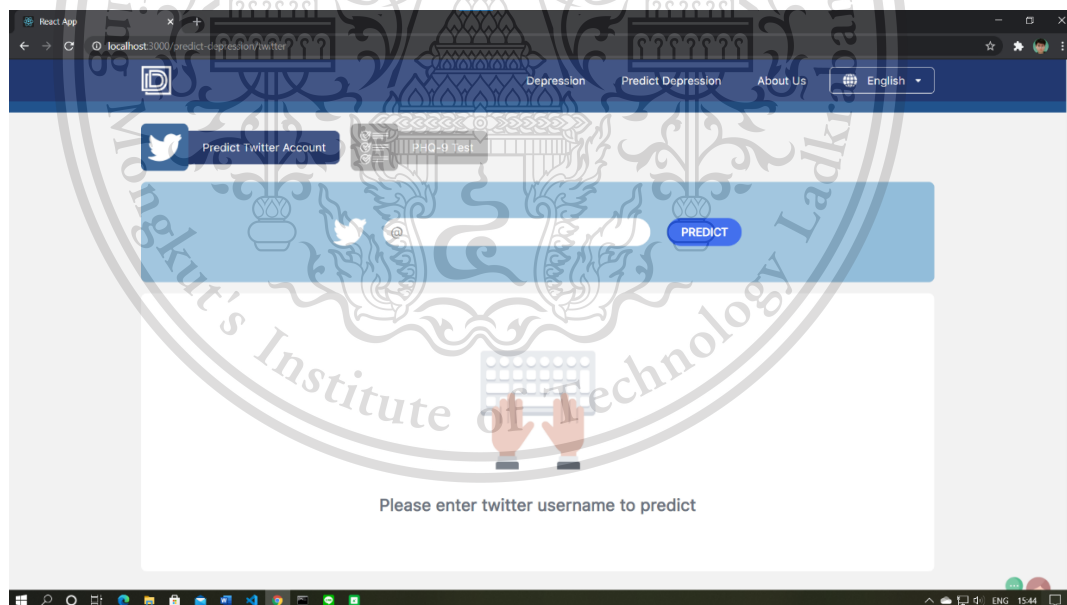 React App
localhost:3000/predict-depression/twitter
Depression Predict Depression About Us English
Predict Twitter Account PHQ-9 Test
@ PREDICT
Please enter twitter username to predict
ENG 15:44
Mongkut's Institute of Technology Ladkrabang